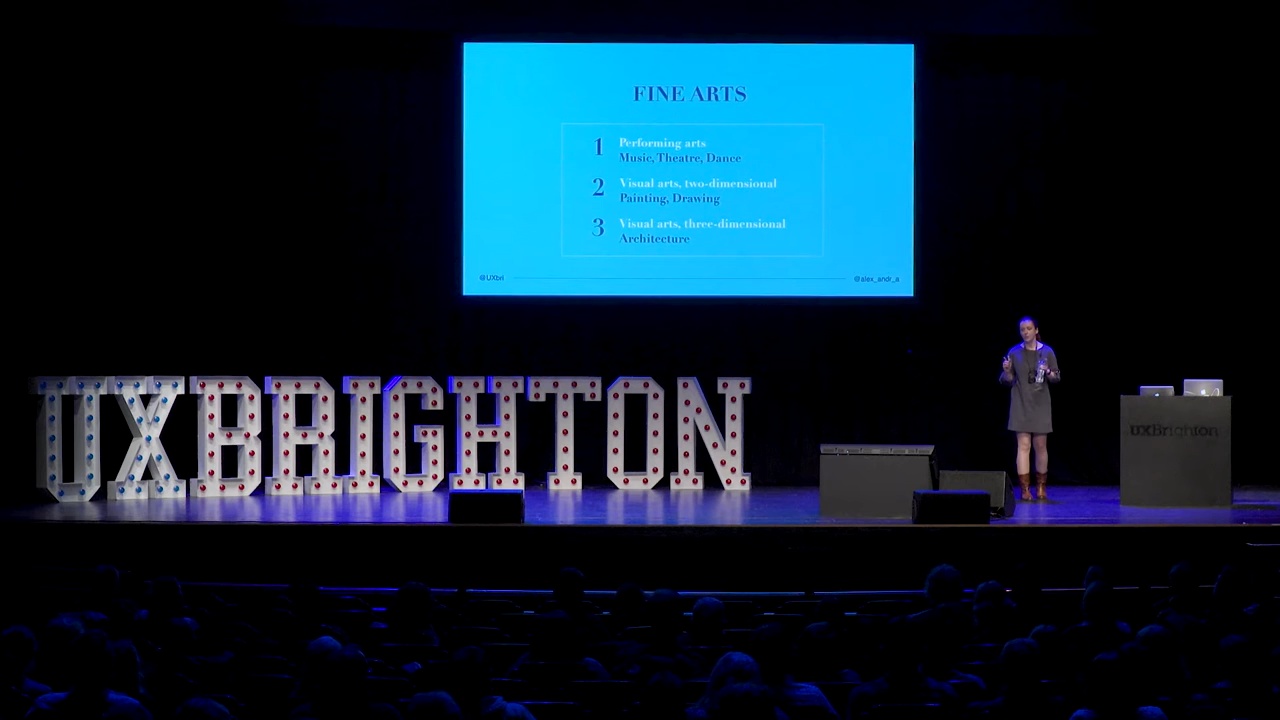 FINE ARTS
1 Performing arts
Music, Theatre, Dance
2 Visual arts, two-dimensional
Painting, Drawing
3 Visual arts, three-dimensional
Architecture
@UXbri
@alex_andr_a
UXBRIGHTON
UXBrighton